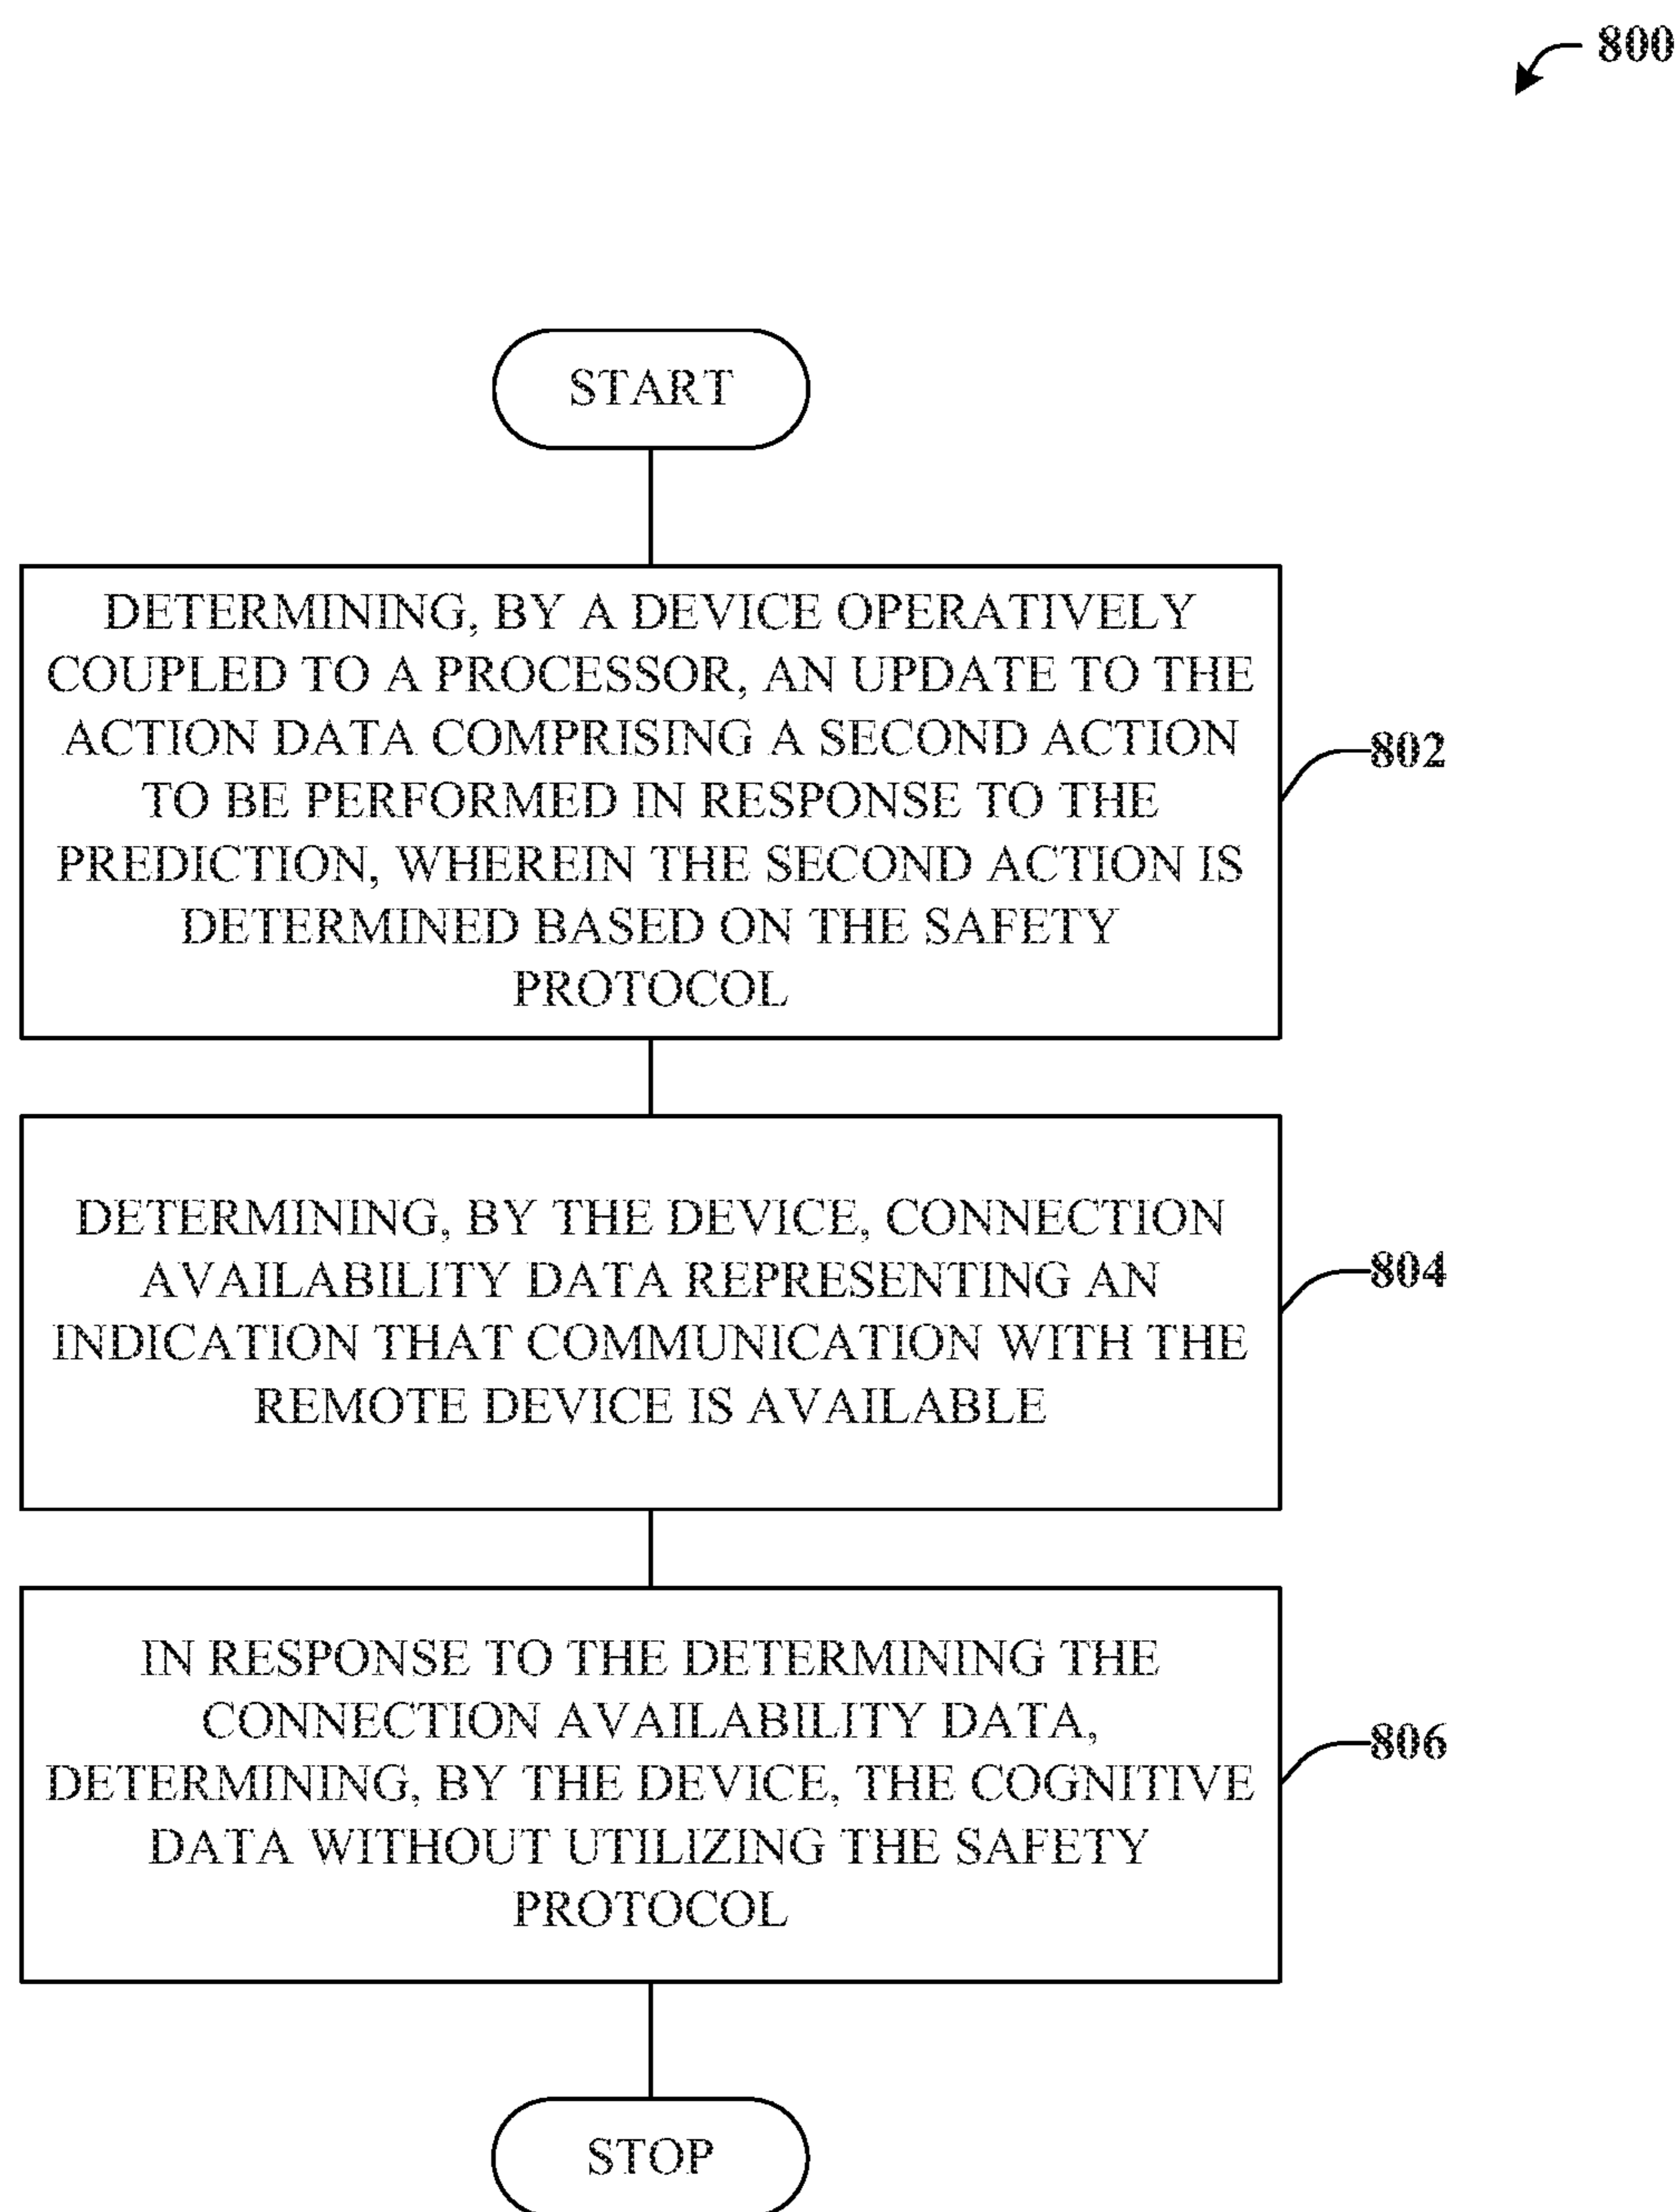 800
START
DETERMINING, BY A DEVICE OPERATIVELY
COUPLED TO A PROCESSOR, AN UPDATE TO THE
ACTION DATA COMPRISING A SECOND ACTION
TO BE PERFORMED IN RESPONSE TO THE
PREDICTION, WHEREIN THE SECOND ACTION IS
DETERMINED BASED ON THE SAFETY
PROTOCOL
802
DETERMINING, BY THE DEVICE, CONNECTION
AVAILABILITY DATA REPRESENTING AN
INDICATION THAT COMMUNICATION WITH THE
REMOTE DEVICE IS AVAILABLE
804
IN RESPONSE TO THE DETERMINING THE
CONNECTION AVAILABILITY DATA,
DETERMINING, BY THE DEVICE, THE COGNITIVE
DATA WITHOUT UTILIZING THE SAFETY
PROTOCOL
806
STOP